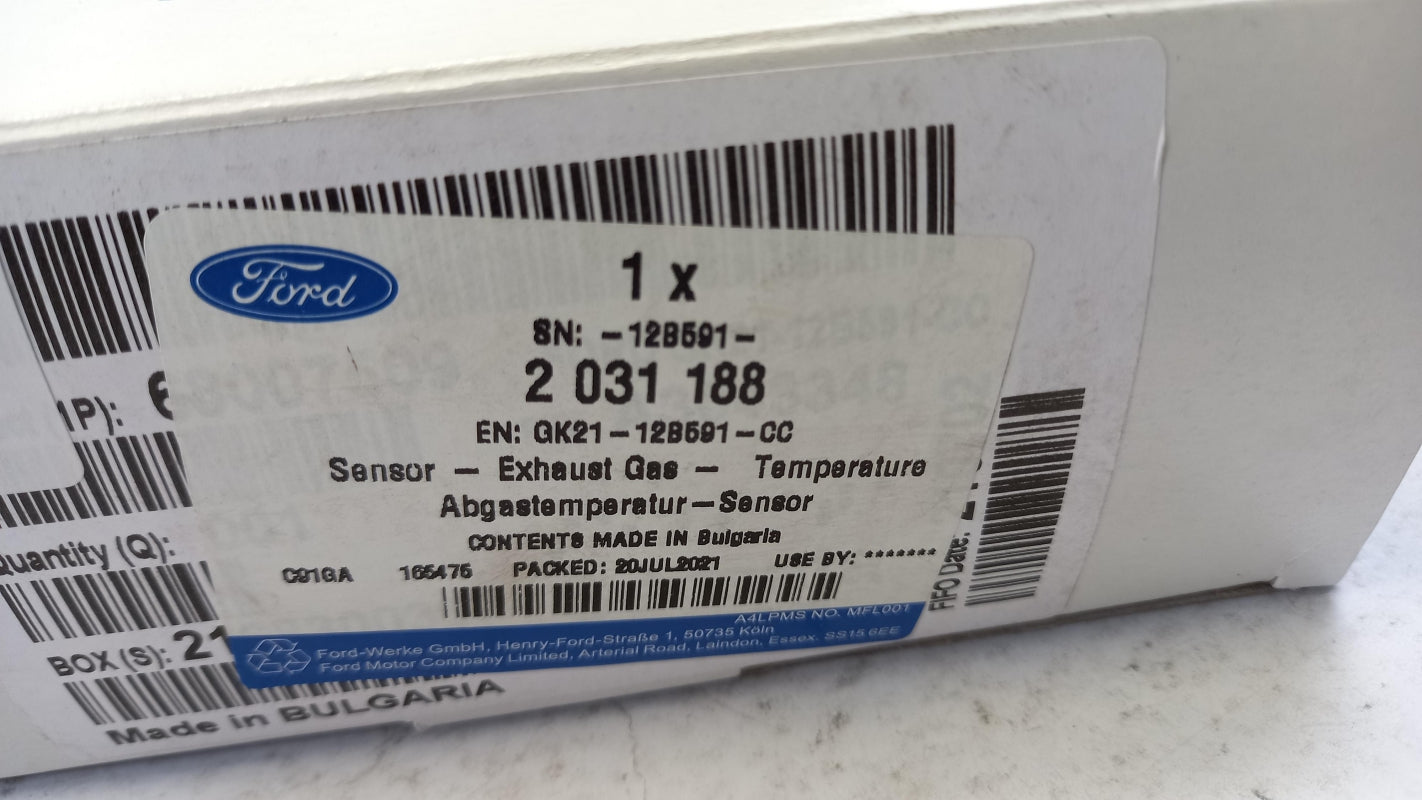 Ford
1 x
SN: -12B591-
2 031 188
EN: GK21-12B591-CC
Sensor - Exhaust Gas - Temperature
Abgastemperatur-Sensor
CONTENTS MADE IN Bulgaria
C91GA 165475 PACKED: 20JUL2021 USE BY: *******
A4LPMS NO. MFL001
Ford-Werke GmbH, Henry-Ford-Straße 1, 50735 Köln
Ford Motor Company Limited, Arterial Road, Laindon, Essex. SS15 6EE
1P):
Quantity (Q):
BOX (S): 21
Made in BULGARIA
FIFO Date: